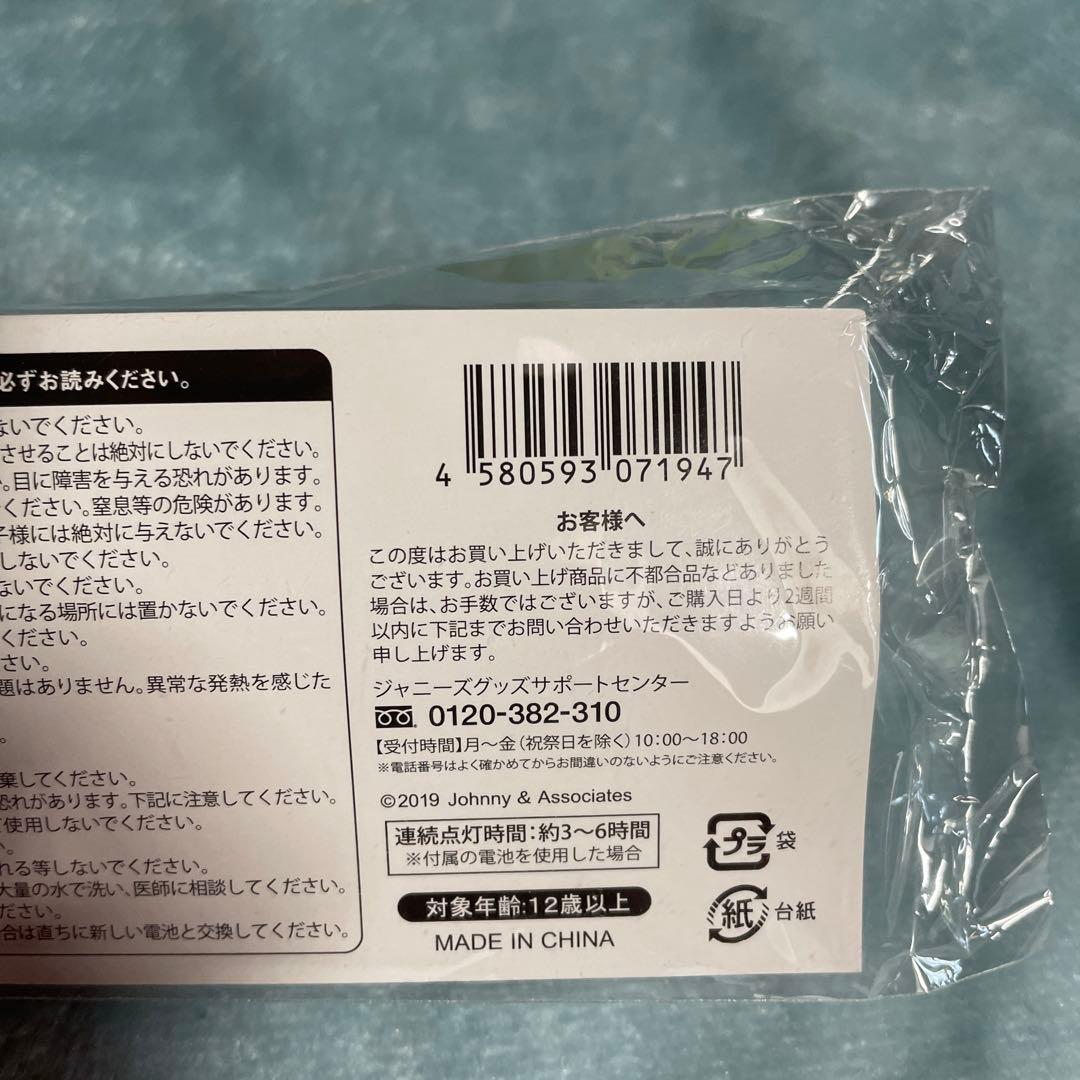 必ずお読みください。
ないでください。
させることは絶対にしないでください。
い。目に障害を与える恐れがあります。
でください。窒息等の危険があります。
子様には絶対に与えないでください。
しないでください。
ないでください。
になる場所には置かないでください。
ください。
さい。
題はありません。異常な発熱を感じた
。
棄してください。
恐れがあります。下記に注意してください。
て使用しないでください。
い。
れる等しないでください。
大量の水で洗い、医師に相談してください。
ださい。
合は直ちに新しい電池と交換してください。
4 580593 071947
お客様へ
この度はお買い上げいただきまして、誠にありがとう
ございます。お買い上げ商品に不都合品などありました
場合は、お手数ではございますが、ご購入日より2週間
以内に下記までお問い合わせいただきますようお願い
申し上げます。
ジャニーズグッズサポートセンター
0120-382-310
【受付時間】月〜金（祝祭日を除く）10:00〜18:00
※電話番号はよく確かめてからお間違いのないようにご注意ください。
©2019 Johnny & Associates
連続点灯時間：約3〜6時間
※付属の電池を使用した場合
対象年齢:12歳以上
MADE IN CHINA
プラ 袋
紙 台紙